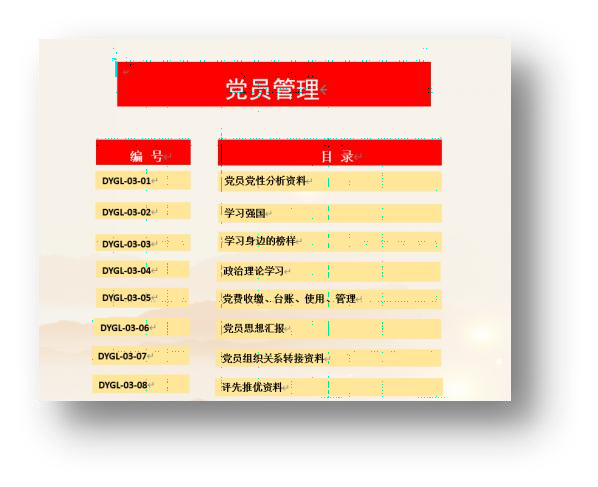 党员管理
编 号 目 录
DYGL-03-01 党员党性分析资料
DYGL-03-02 学习强国
DYGL-03-03 学习身边的榜样
DYGL-03-04 政治理论学习
DYGL-03-05 党费收缴、台账、使用、管理
DYGL-03-06 党员思想汇报
DYGL-03-07 党员组织关系转接资料
DYGL-03-08 评先推优资料